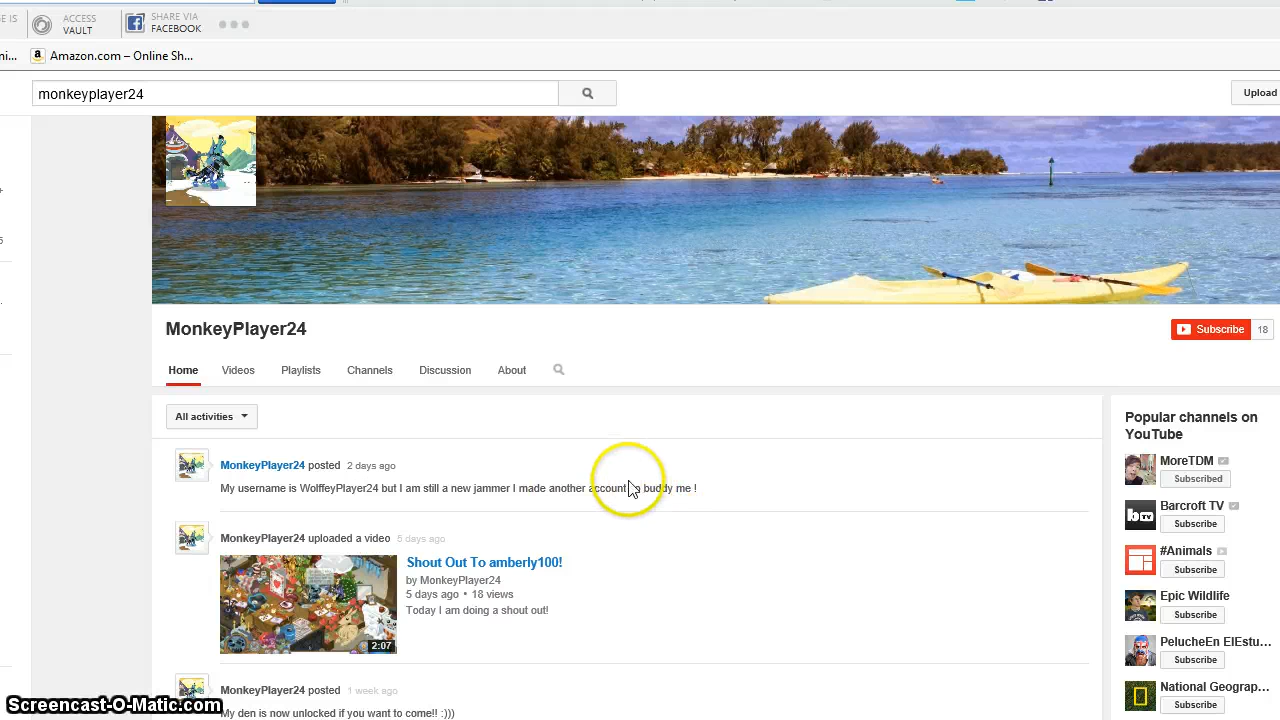 E IS
ACCESS
VAULT
SHARE VIA
FACEBOOK
ni...
Amazon.com – Online Sh...
monkeyplayer24
Upload
MonkeyPlayer24
Subscribe 18
Home Videos Playlists Channels Discussion About
All activities
MonkeyPlayer24 posted 2 days ago
My username is WolffeyPlayer24 but I am still a new jammer I made another account buddy me !
MonkeyPlayer24 uploaded a video 5 days ago
Shout Out To amberly100!
by MonkeyPlayer24
5 days ago • 18 views
Today I am doing a shout out!
2:07
MonkeyPlayer24 posted 1 week ago
My den is now unlocked if you want to come!! :)))
Popular channels on
YouTube
MoreTDM
Subscribed
Barcroft TV
Subscribe
#Animals
Subscribe
Epic Wildlife
Subscribe
PelucheEn ElEstu...
Subscribe
National Geograp...
Subscribe
Screencast-O-Matic.com